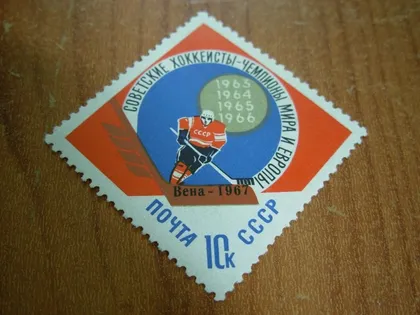 СОВЕТСКИЕ ХОККЕИСТЫ-ЧЕМПИОНЫ МИРА И ЕВРОПЫ
1963
1964
1965
1966
СССР
Вена-1967
ПОЧТА СССР
10к